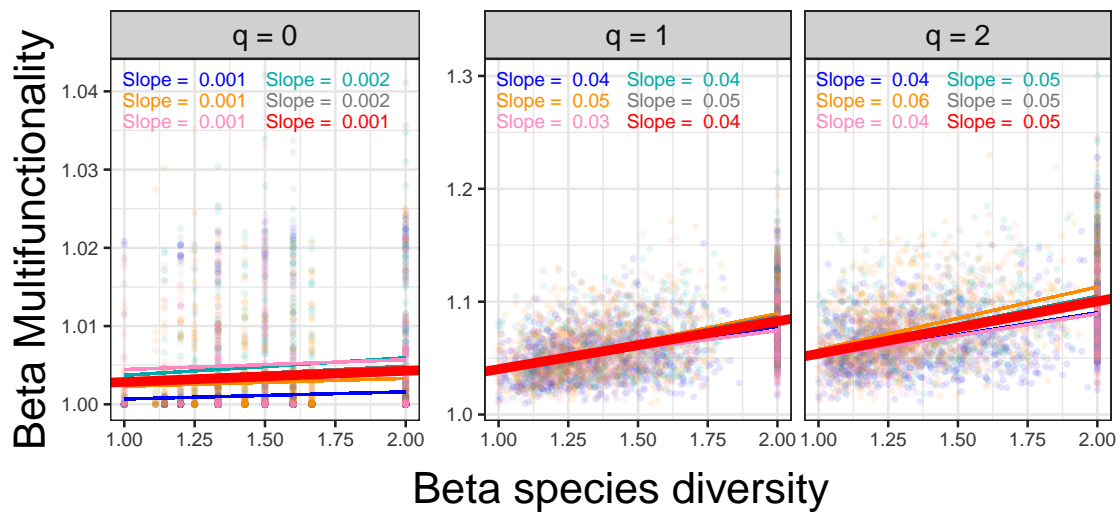 q = 0
q = 1
q = 2
Beta Multifunctionality
Slope = 0.001 Slope = 0.002
Slope = 0.001 Slope = 0.002
Slope = 0.001 Slope = 0.001
1.04
1.03
1.02
1.01
1.00
1.00 1.25 1.50 1.75 2.00
Slope = 0.04 Slope = 0.04
Slope = 0.05 Slope = 0.05
Slope = 0.03 Slope = 0.04
1.3
1.2
1.1
1.0
1.00 1.25 1.50 1.75 2.00
Slope = 0.04 Slope = 0.05
Slope = 0.06 Slope = 0.05
Slope = 0.04 Slope = 0.05
1.00 1.25 1.50 1.75 2.00
Beta species diversity